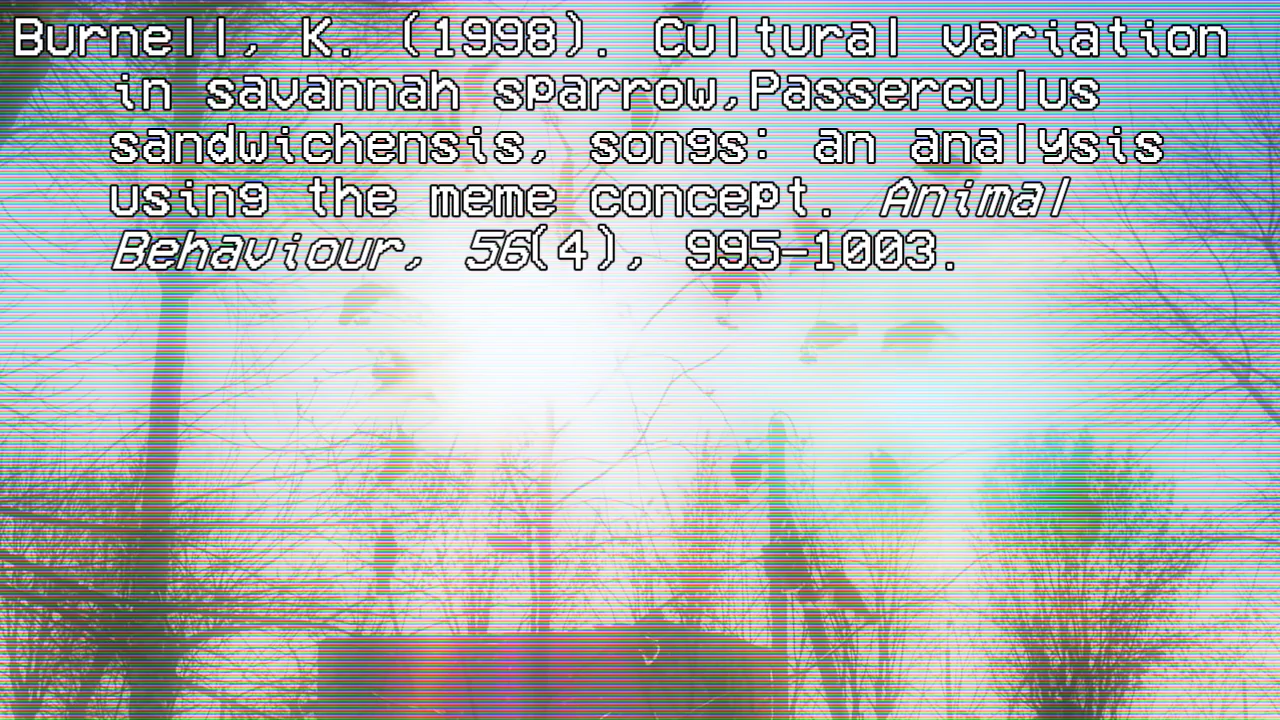 Burnell, K. (1998). Cultural variation
in savannah sparrow,Passerculus
sandwichensis, songs: an analysis
using the meme concept. Animal
Behaviour, 56(4), 995–1003.